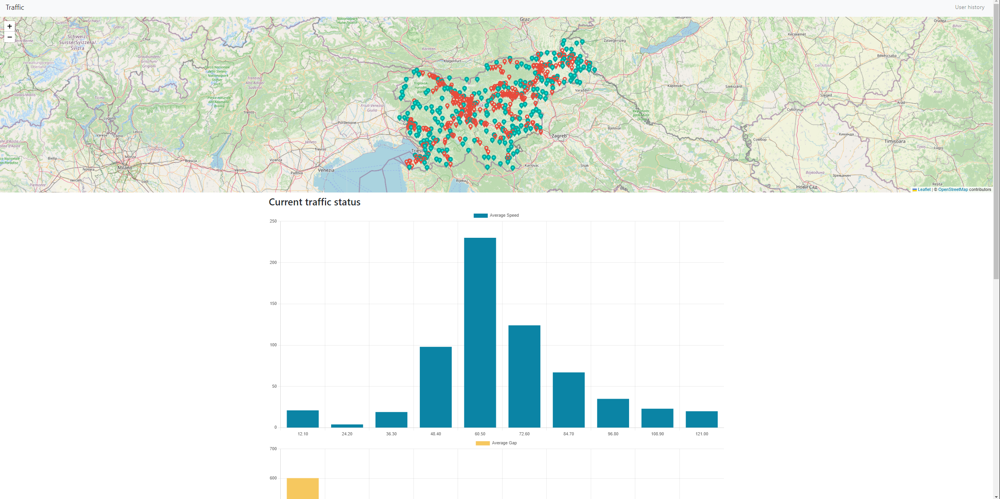 Traffic
User history
+
−
Schwyz
Luzern
Glarus
Nationalpark
Hohe Tauern
Graz
Veszprém
Oradea
Bihor
Schweiz/
Suisse/Svizzera/
Svizra
Bern/Berne
Chur
Kärnten
Zalaegerszeg
Balaton
Kecskemét
Békéscsaba
Verwaltungsregion
Oberland
Graubünden/
Grischun/
Grigioni
Klagenfurt
Dél-Alföld
Parco Nazionale
dello Stelvio
- Nationalpark
Stilfser
Joch
Trentino-
Alto Adige/
Südtirol
Triglavski
narodni
park
Kaposvár
Szekszárd
Varaždin
Valais/Wallis
Ticino
Parco naturale
dell'Adamello-
Brenta
Szeged
Arad
Arad
Friuli-Venezia
Giulia
Trento
Lugano
Regionalni
park Mura
- Drava
Pécs
Суботица
Pordenone
Bjelovar
Lecco
Varese
Como
Zagreb
Сомбор
Кикинда
Timișoara
Valle d'Aosta /
Vallée d'Aoste
Veneto
Treviso
Lombardia
Timiș
Lugoj
Biella
Monza
Brescia
Vicenza
Osijek
Milano
Novara
Verona
Padova
Venezia
Karlovac
Sisak
Војводина
Зрењанин
Vercelli
Lodi
Piemonte
Rijeka
Нови Сад
Reșița
Leaflet | © OpenStreetMap contributors
Current traffic status
Average Speed
250
200
150
100
50
0
12.10 24.20 36.30 48.40 60.50 72.60 84.70 96.80 108.90 121.00
Average Gap
700
600